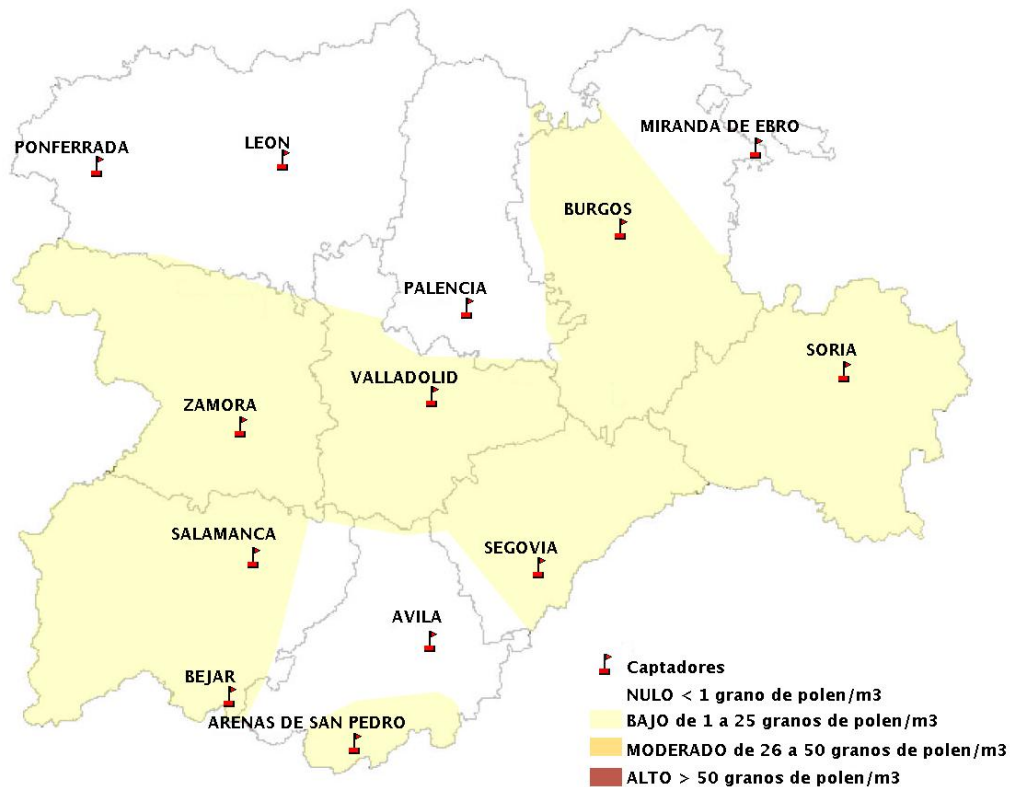 MIRANDA DE EBRO
PONFERRADA
LEON
BURGOS
PALENCIA
SORIA
VALLADOLID
ZAMORA
SALAMANCA
SEGOVIA
AVILA
BEJAR
ARENAS DE SAN PEDRO
Captadores
NULO < 1 grano de polen/m3
BAJO de 1 a 25 granos de polen/m3
MODERADO de 26 a 50 granos de polen/m3
ALTO > 50 granos de polen/m3